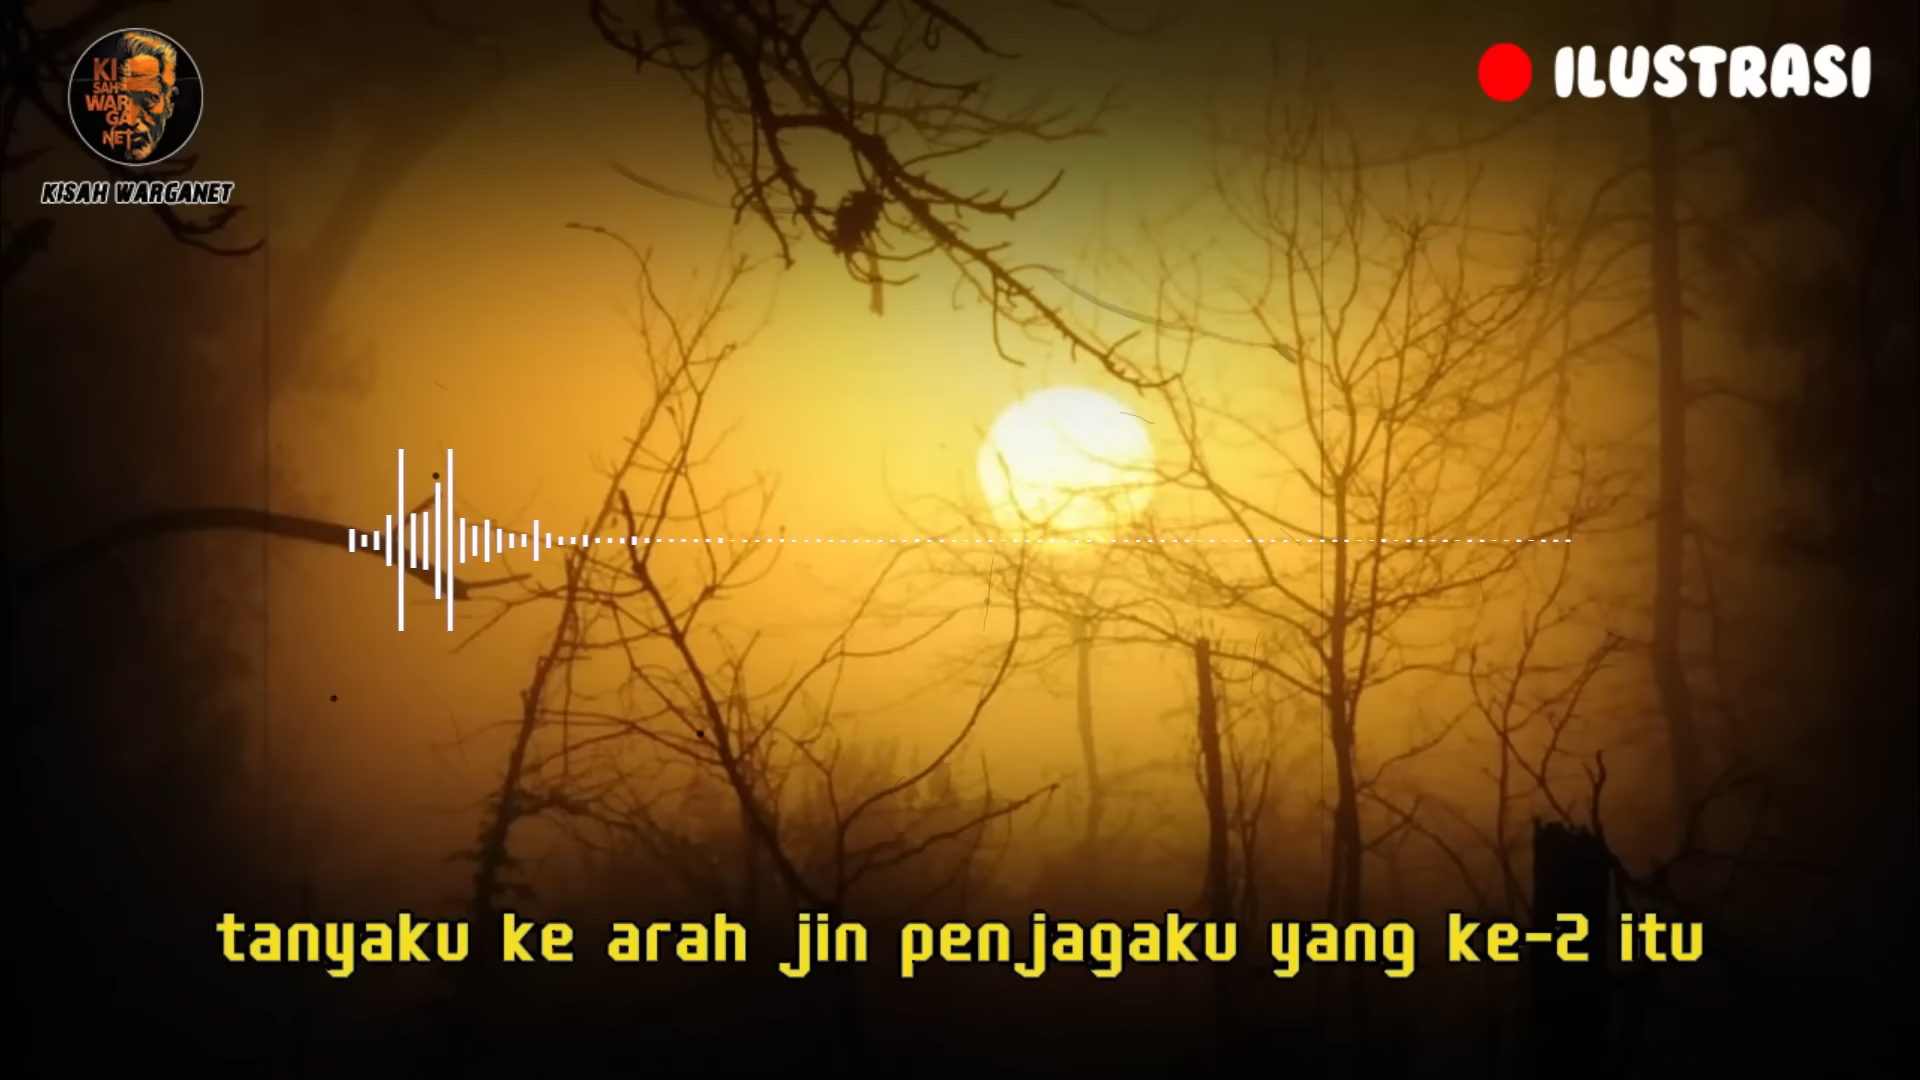 KI
SAH
WAR
GA
NET
KISAH WARGANET
ILUSTRASI
tanyaku ke arah jin penjagaku yang ke-2 itu